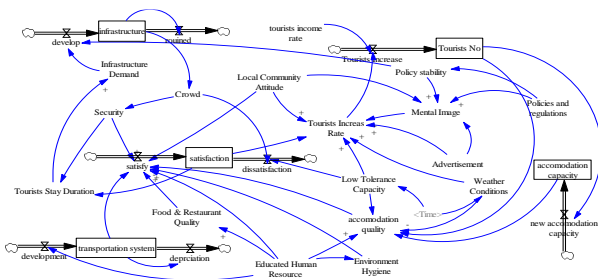 infrastructure
develop
ruined
tourists income
rate
Tourists increase
Tourists No
Infrastructure
Demand
Local Community
Attitude
Policy stability
Crowd
Security
Mental Image
Policies and
regulations
Tourists Increas
Rate
satisfy
satisfaction
dissatisfaction
Advertisement
accomodation
capacity
Tourists Stay Duration
Low Tolerance
Capacity
Weather
Conditions
<Time>
Food & Restaurant
Quality
accomodation
quality
new accomodation
capacity
development
transportation system
deprciation
Educated Human
Resource
Environment
Hygiene